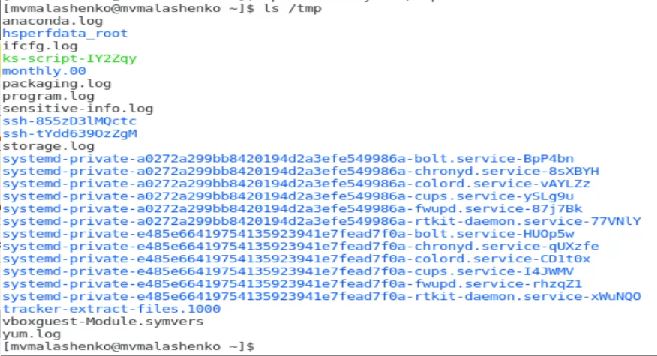 [mvmalashenko@mvmalashenko ~]$ ls /tmp
anaconda.log
hsperfdata_root
ifcfg.log
ks-script-IY2Zqy
monthly.00
packaging.log
program.log
sensitive-info.log
ssh-855zD3lMQctc
ssh-tYdd639OzZgM
storage.log
systemd-private-a0272a299bb8420194d2a3efe549986a-bolt.service-BpP4bn
systemd-private-a0272a299bb8420194d2a3efe549986a-chronyd.service-8sXBYH
systemd-private-a0272a299bb8420194d2a3efe549986a-colord.service-vAYLZz
systemd-private-a0272a299bb8420194d2a3efe549986a-cups.service-ySLg9u
systemd-private-a0272a299bb8420194d2a3efe549986a-fwupd.service-B7j7Bk
systemd-private-a0272a299bb8420194d2a3efe549986a-rtkit-daemon.service-77VNlY
systemd-private-e485e66419754135923941e7fead7f0a-bolt.service-HUOp5w
systemd-private-e485e66419754135923941e7fead7f0a-chronyd.service-qUXzfe
systemd-private-e485e66419754135923941e7fead7f0a-colord.service-CD1t0x
systemd-private-e485e66419754135923941e7fead7f0a-cups.service-I4JWMV
systemd-private-e485e66419754135923941e7fead7f0a-fwupd.service-rhzqZ1
systemd-private-e485e66419754135923941e7fead7f0a-rtkit-daemon.service-xWuNQO
tracker-extract-files.1000
vboxguest-Module.symvers
yum.log
[mvmalashenko@mvmalashenko ~]$